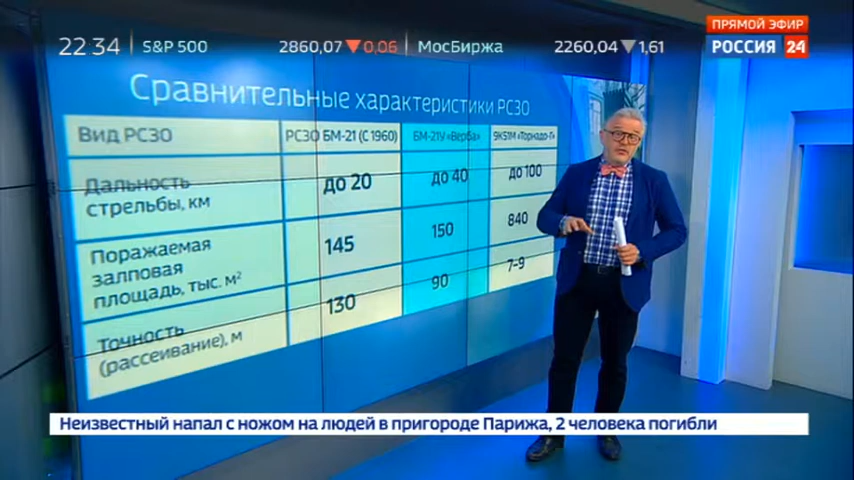 22:34 S&P 500 2860,07 0,06 МосБиржа 2260,04 1,61
ПРЯМОЙ ЭФИР
РОССИЯ 24
Сравнительные характеристики РСЗО
Вид РСЗО РСЗО БМ-21 (С 1960) БМ-21У «Верба» 9К51М «Торнадо-Г»
Дальность
стрельбы, км
до 20 до 40 до 100
Поражаемая
залповая
площадь, тыс. м²
145 150 840
Точность
(рассеивание), м
130 90 7-9
Неизвестный напал с ножом на людей в пригороде Парижа, 2 человека погибли